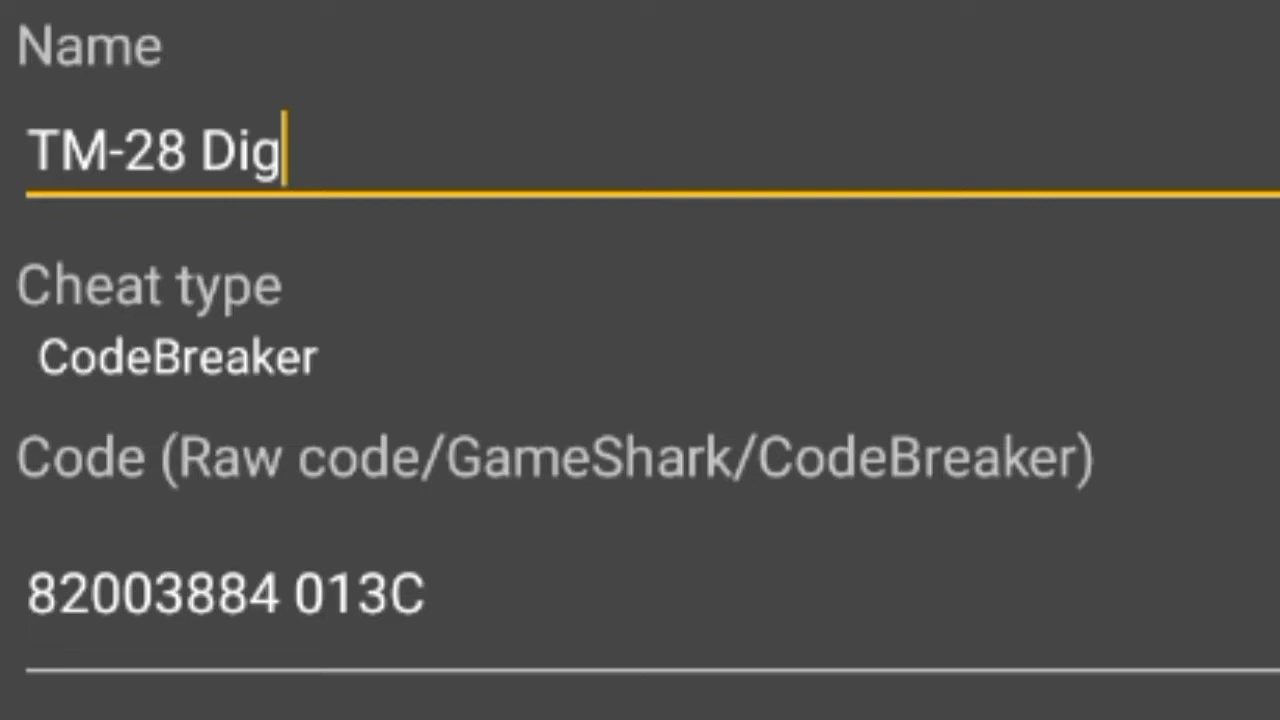 Name
TM-28 Dig
Cheat type
CodeBreaker
Code (Raw code/GameShark/CodeBreaker)
82003884 013C